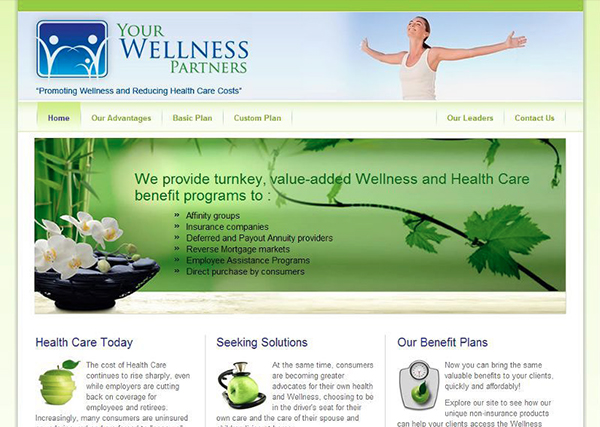 YOUR
WELLNESS
PARTNERS
"Promoting Wellness and Reducing Health Care Costs"
Home
Our Advantages
Basic Plan
Custom Plan
Our Leaders
Contact Us
We provide turnkey, value-added Wellness and Health Care
benefit programs to :
» Affinity groups
» Insurance companies
» Deferred and Payout Annuity providers
» Reverse Mortgage markets
» Employee Assistance Programs
» Direct purchase by consumers
Health Care Today
The cost of Health Care
continues to rise sharply, even
while employers are cutting
back on coverage for
employees and retirees.
Increasingly, many consumers are uninsured
Seeking Solutions
At the same time, consumers
are becoming greater
advocates for their own health
and Wellness, choosing to be
in the driver's seat for their
own care and the care of their spouse and
Our Benefit Plans
Now you can bring the same
valuable benefits to your clients,
quickly and affordably!
Explore our site to see how our
unique non-insurance products
can help your clients access the Wellness